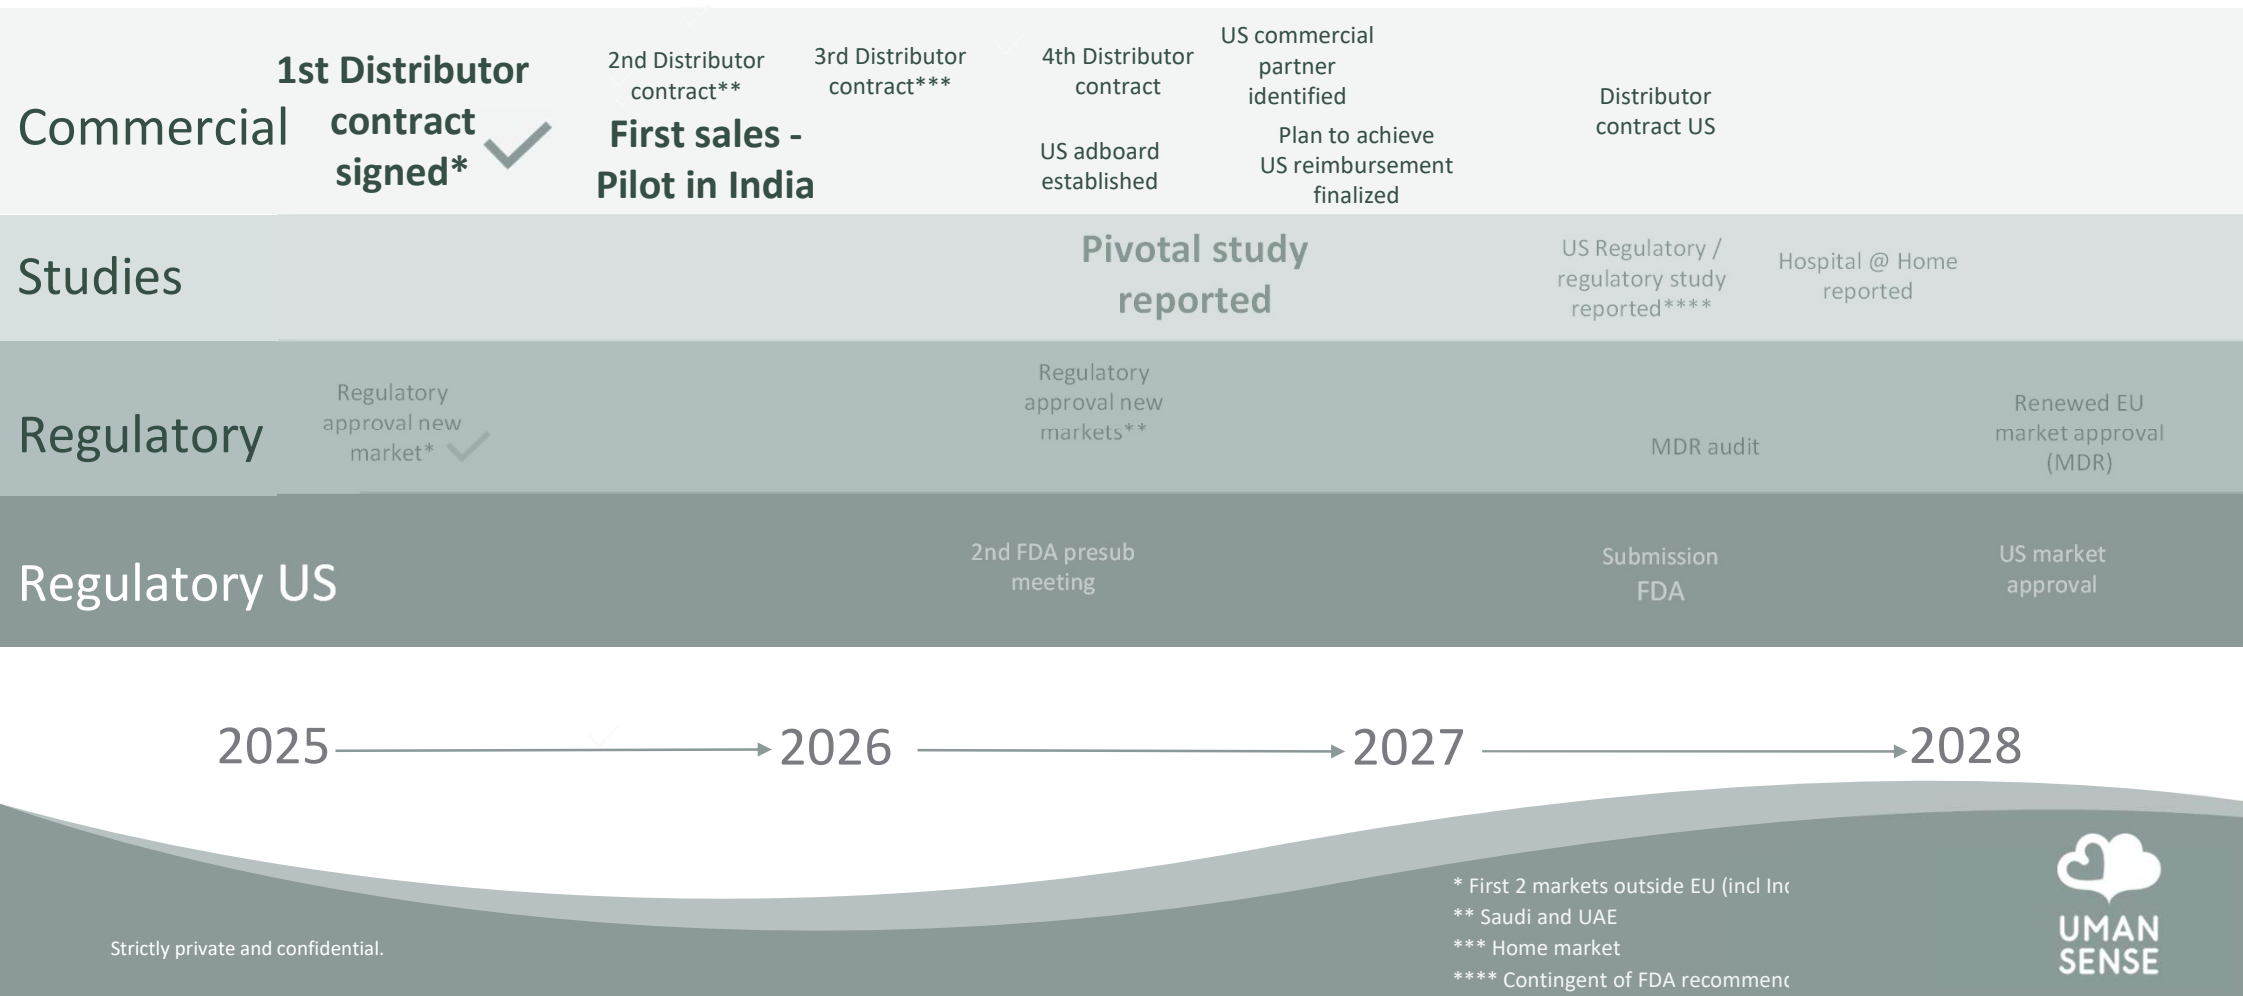 Commercial
1st Distributor
contract
signed*
2nd Distributor
contract**
First sales -
Pilot in India
3rd Distributor
contract***
4th Distributor
contract
US adboard
established
US commercial
partner
identified
Plan to achieve
US reimbursement
finalized
Distributor
contract US
Studies
Pivotal study
reported
US Regulatory /
regulatory study
reported****
Hospital @ Home
reported
Regulatory
Regulatory
approval new
market*
Regulatory
approval new
markets**
MDR audit
Renewed EU
market approval
(MDR)
Regulatory US
2nd FDA presub
meeting
Submission
FDA
US market
approval
2025
2026
2027
2028
* First 2 markets outside EU (incl
** Saudi and UAE
*** Home market
**** Contingent of FDA
Strictly private and confidential.
UMAN
SENSE